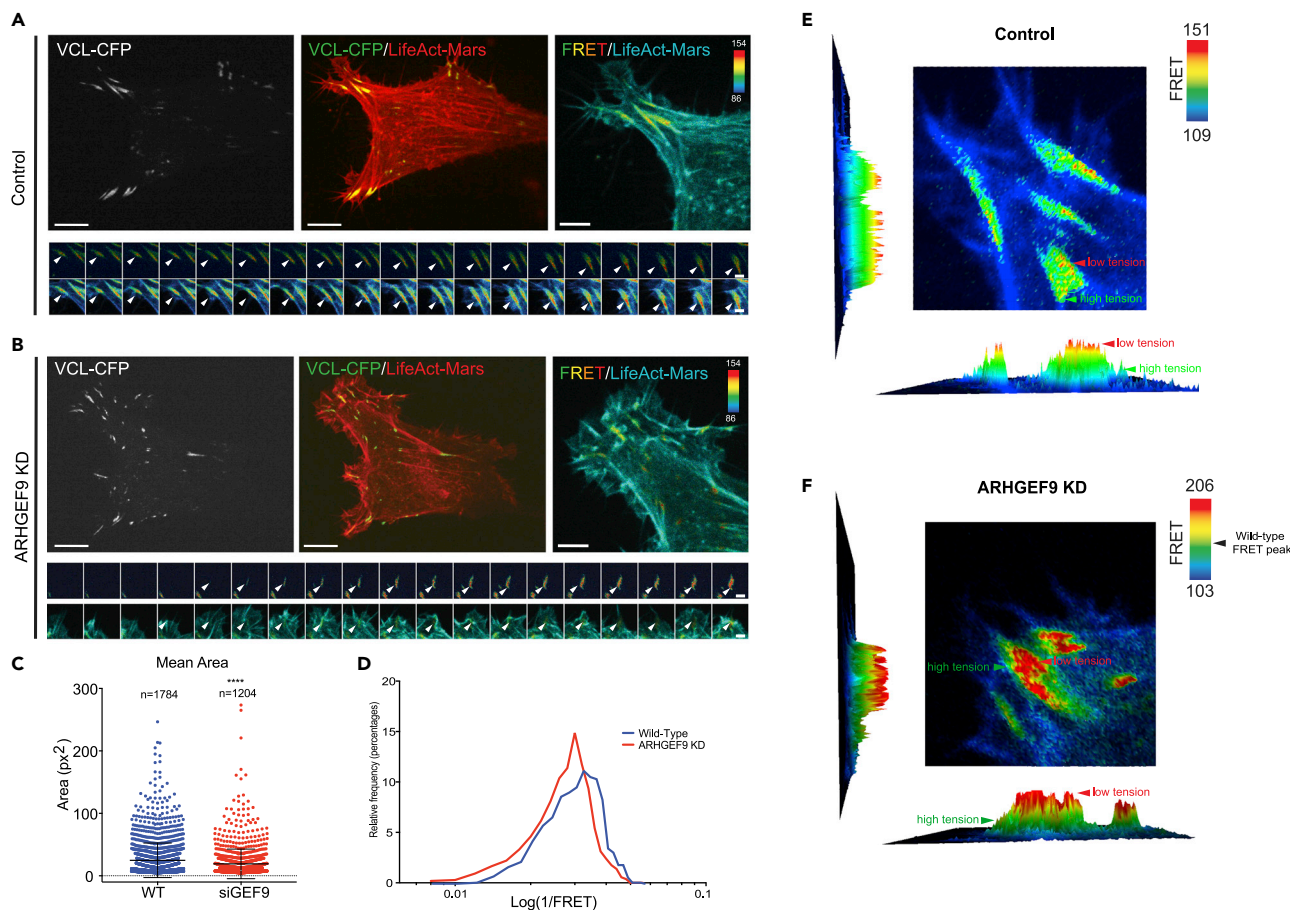 A
Control
VCL-CFP
VCL-CFP/LifeAct-Mars
FRET/LifeAct-Mars
154
86
B
ARHGEF9 KD
VCL-CFP
VCL-CFP/LifeAct-Mars
FRET/LifeAct-Mars
154
86
C
Mean Area
****
n=1784
n=1204
Area (px2)
300
200
100
0
WT
siGEF9
D
Relative frequency (percentages)
20
15
10
5
0
0.01
0.1
Log(1/FRET)
Wild-Type
ARHGEF9 KD
E
Control
151
FRET
109
low tension
high tension
low tension
high tension
F
ARHGEF9 KD
206
FRET
103
Wild-type
FRET peak
high tension
low tension
low tension
high tension